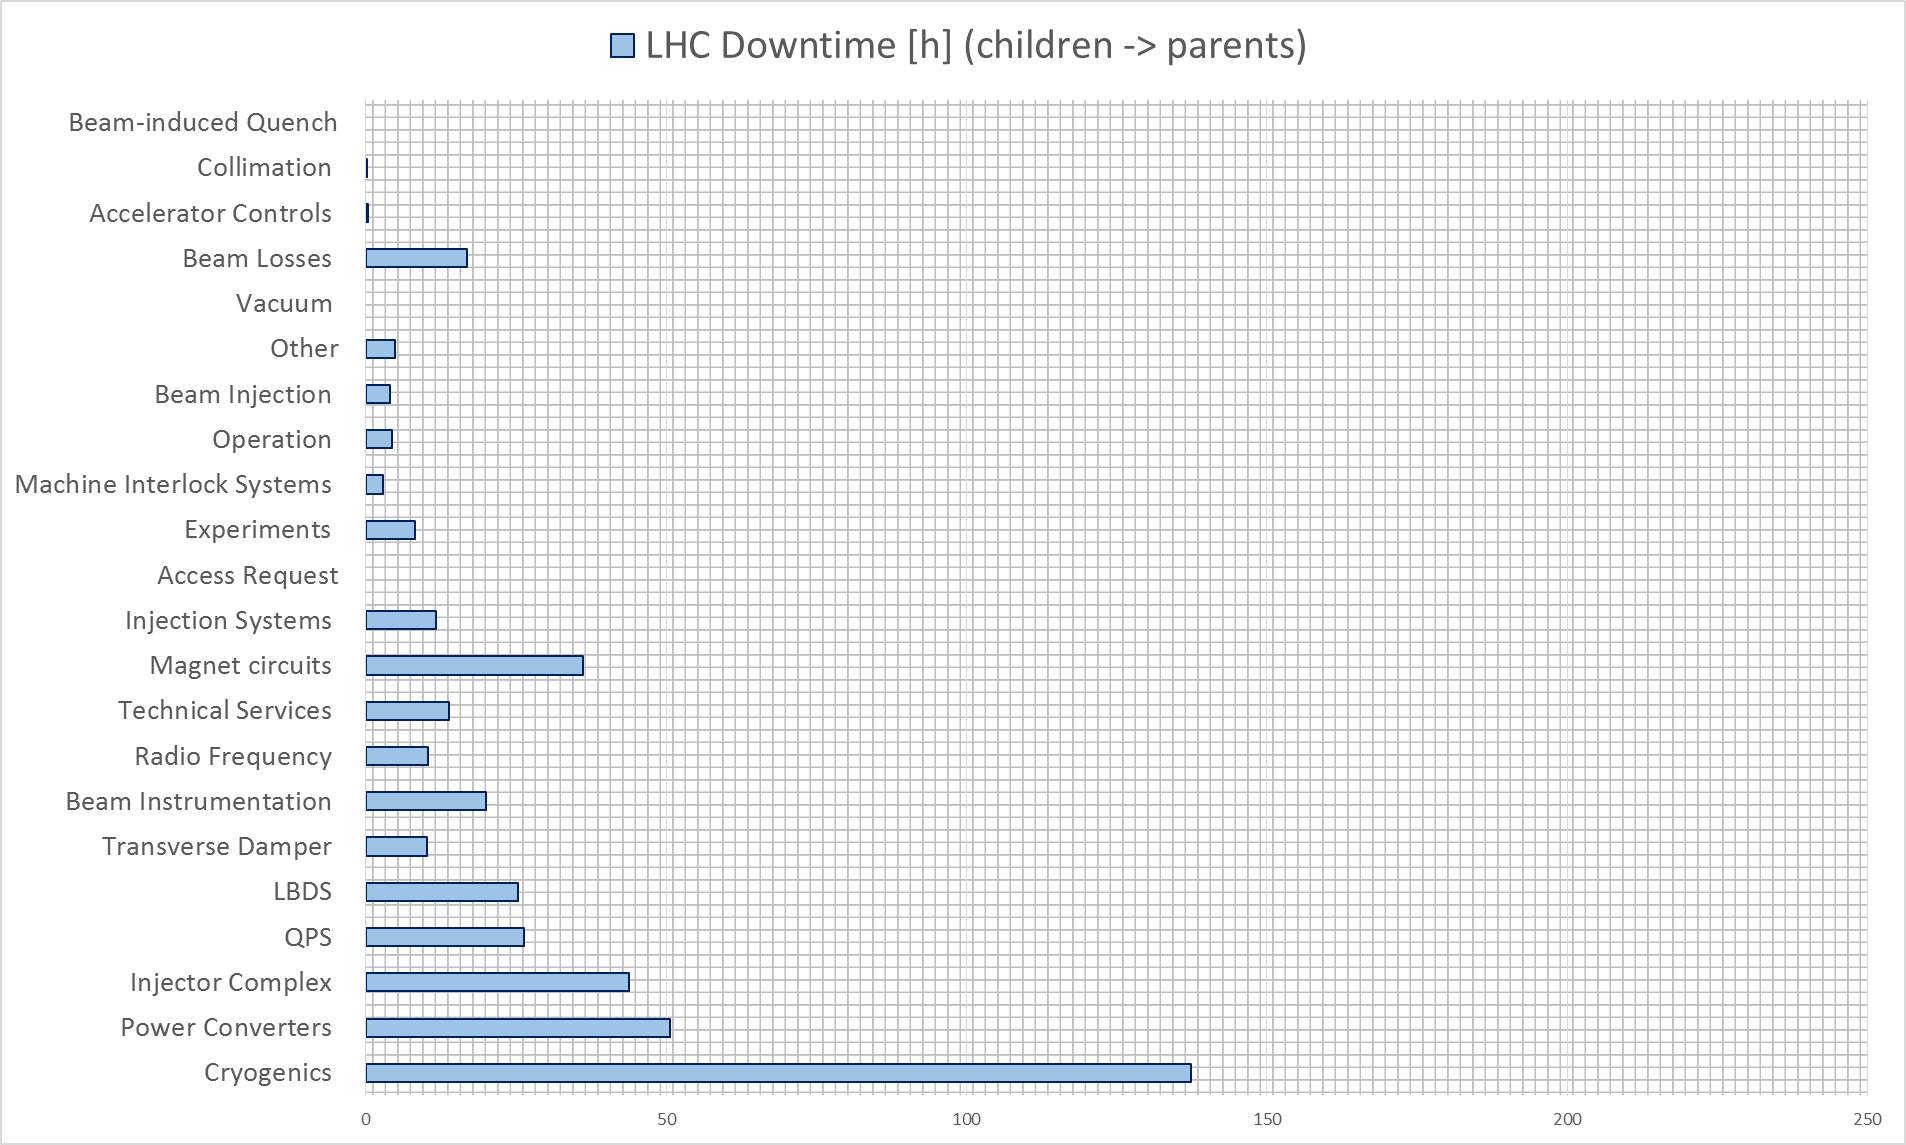 LHC Downtime [h] (children -> parents)
Beam-induced Quench
Collimation
Accelerator Controls
Beam Losses
Vacuum
Other
Beam Injection
Operation
Machine Interlock Systems
Experiments
Access Request
Injection Systems
Magnet circuits
Technical Services
Radio Frequency
Beam Instrumentation
Transverse Damper
LBDS
QPS
Injector Complex
Power Converters
Cryogenics
0 50 100 150 200 250